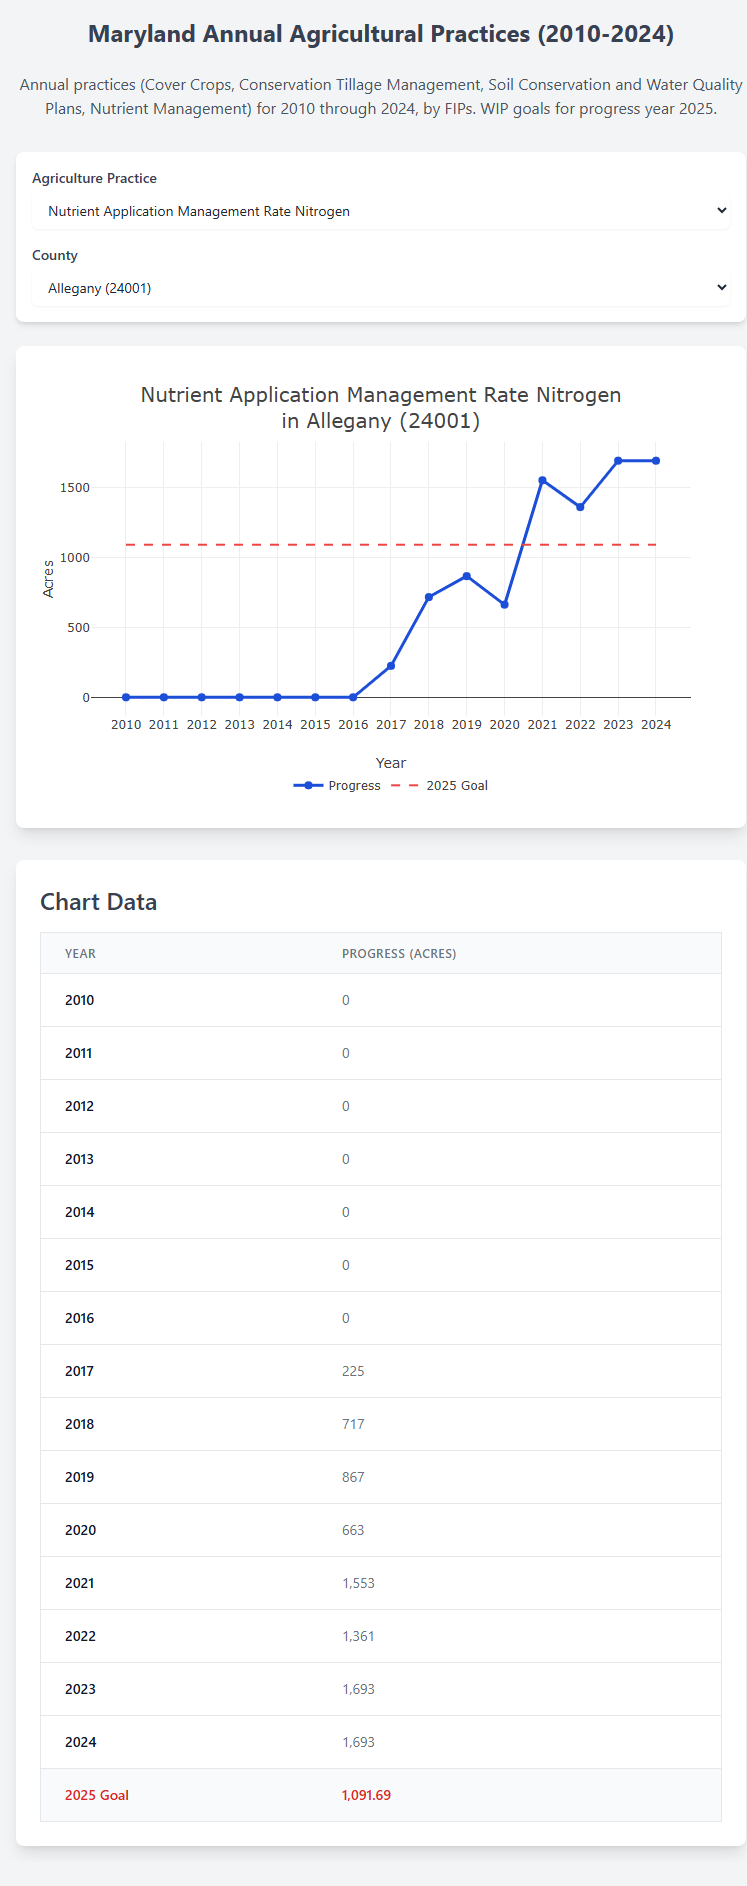 Maryland Annual Agricultural Practices (2010-2024)
Annual practices (Cover Crops, Conservation Tillage Management, Soil Conservation and Water Quality
Plans, Nutrient Management) for 2010 through 2024, by FIPs. WIP goals for progress year 2025.
Agriculture Practice
Nutrient Application Management Rate Nitrogen
County
Allegany (24001)
Nutrient Application Management Rate Nitrogen
in Allegany (24001)
Acres
1500
1000
500
0
2010 2011 2012 2013 2014 2015 2016 2017 2018 2019 2020 2021 2022 2023 2024
Year
Progress 2025 Goal
Chart Data
YEAR PROGRESS (ACRES)
2010 0
2011 0
2012 0
2013 0
2014 0
2015 0
2016 0
2017 225
2018 717
2019 867
2020 663
2021 1,553
2022 1,361
2023 1,693
2024 1,693
2025 Goal 1,091.69